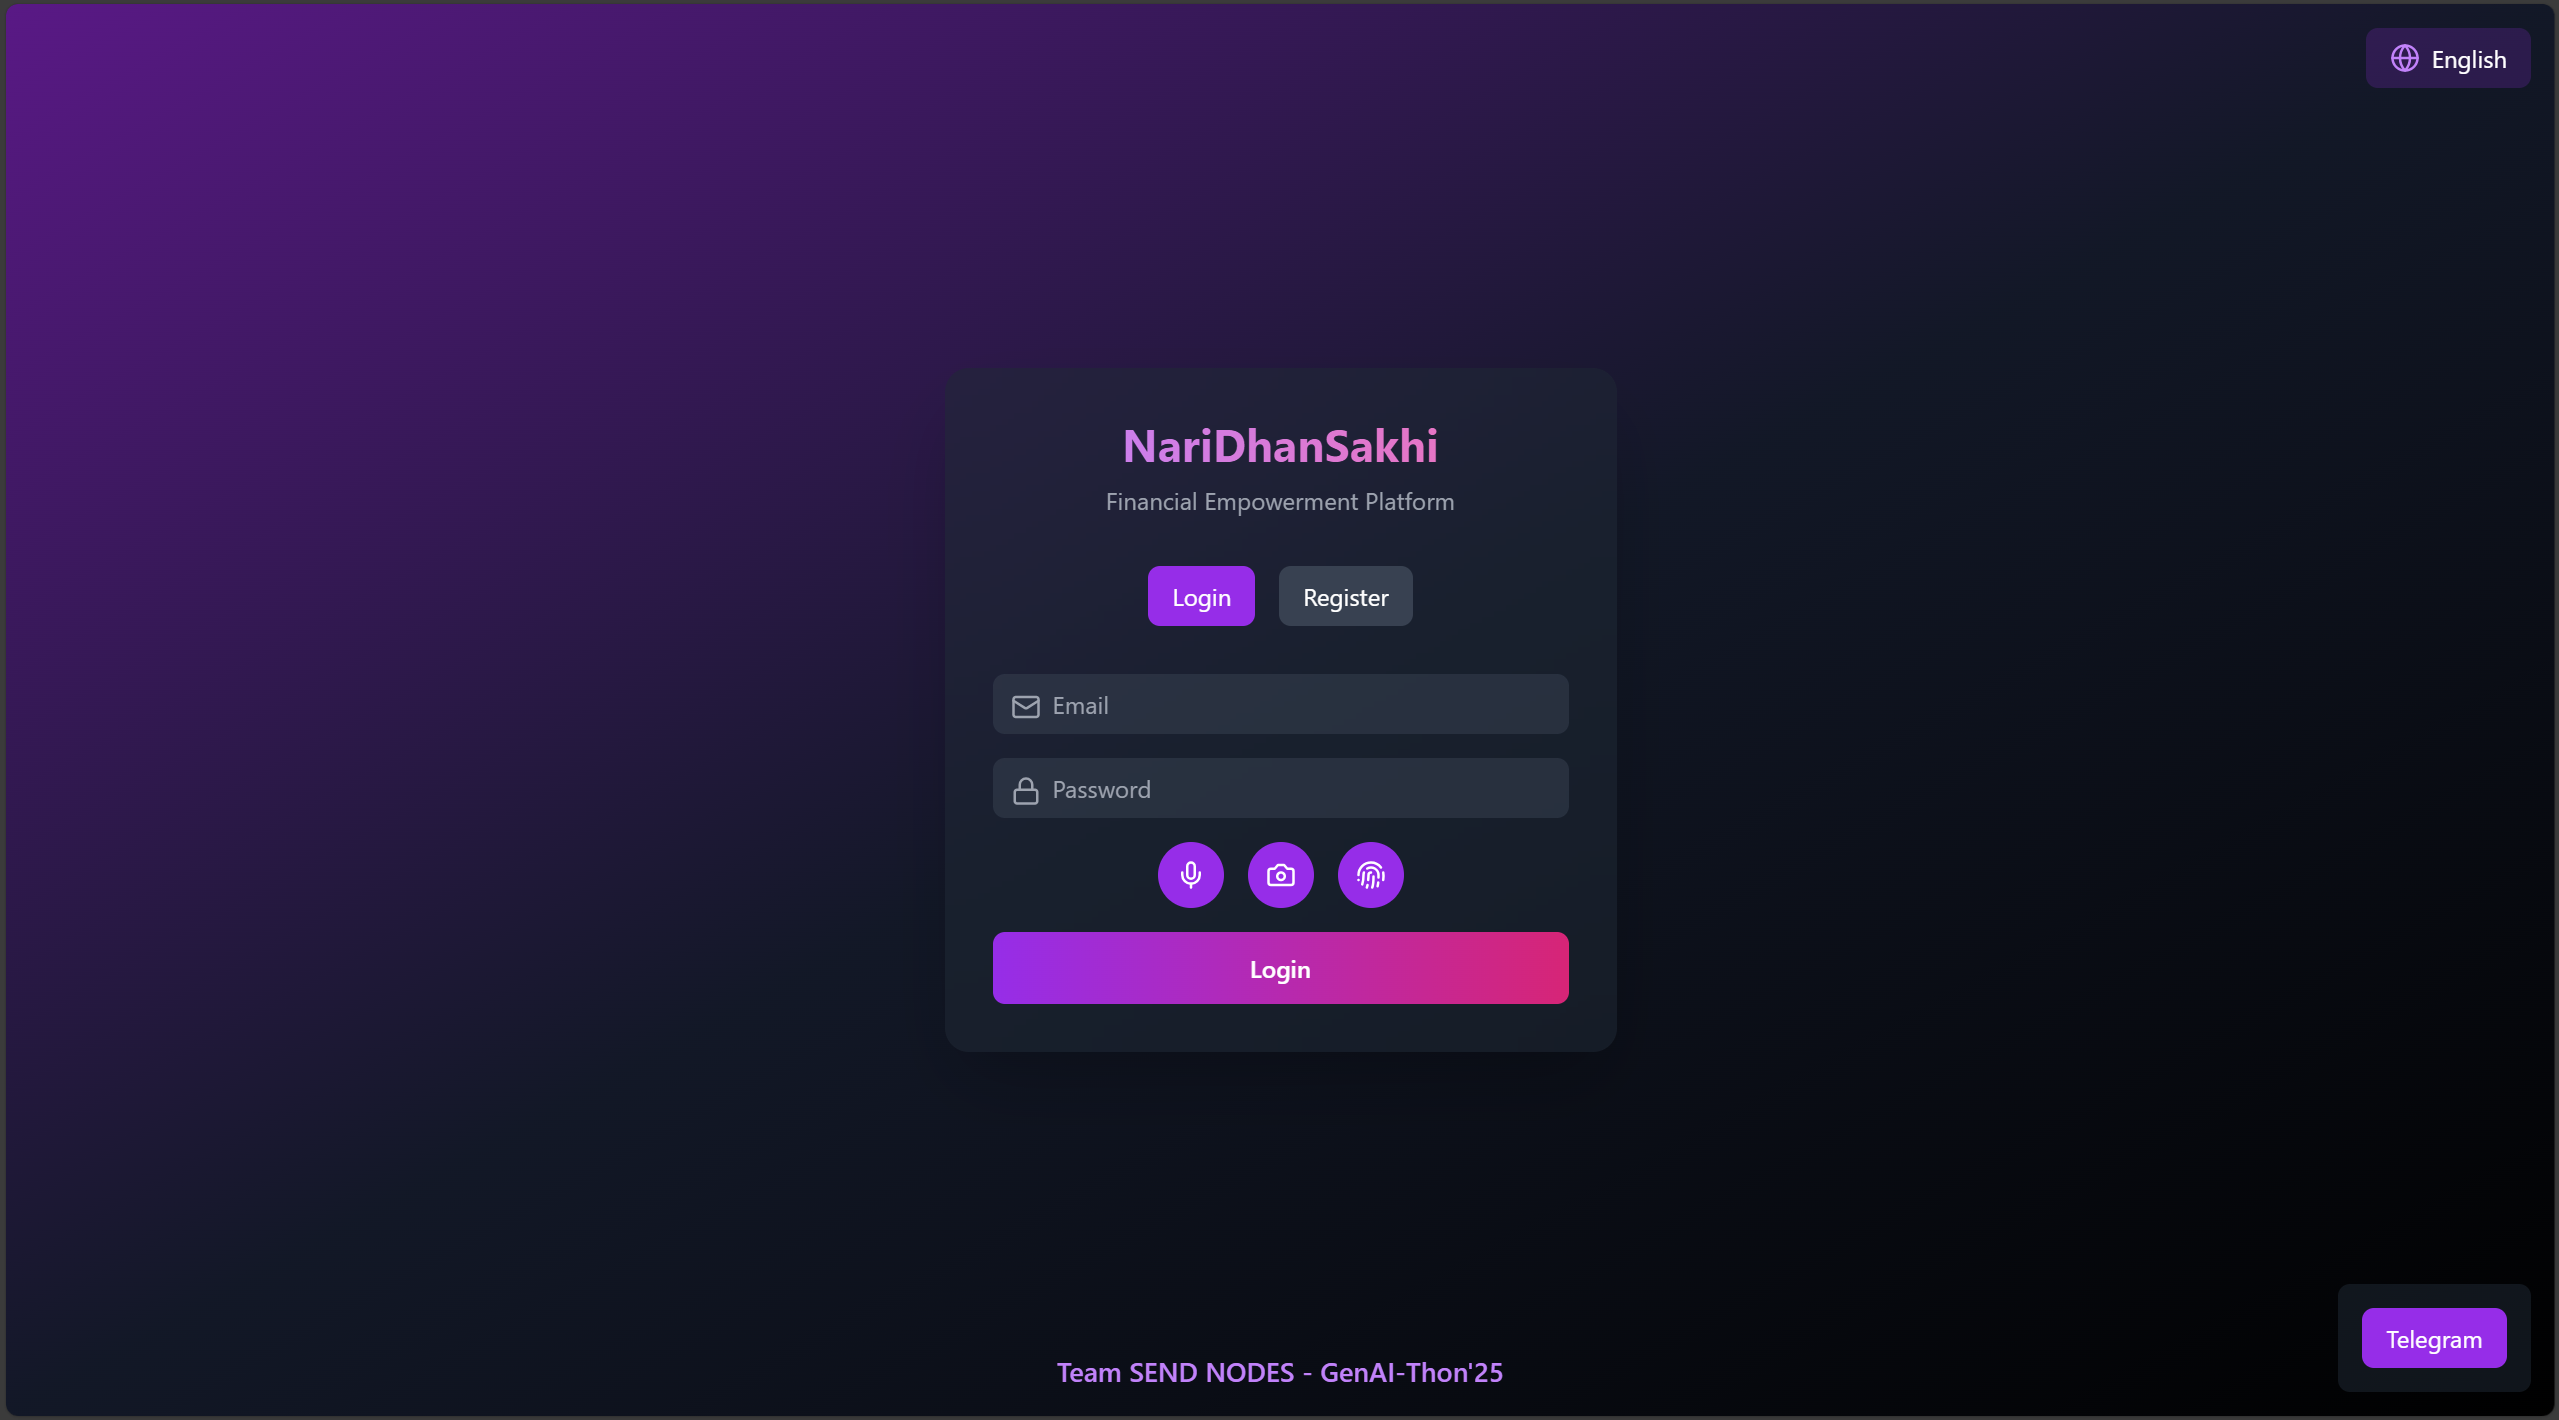 English
NariDhanSakhi
Financial Empowerment Platform
Login Register
Email
Password
Login
Telegram
Team SEND NODES - GenAI-Thon'25